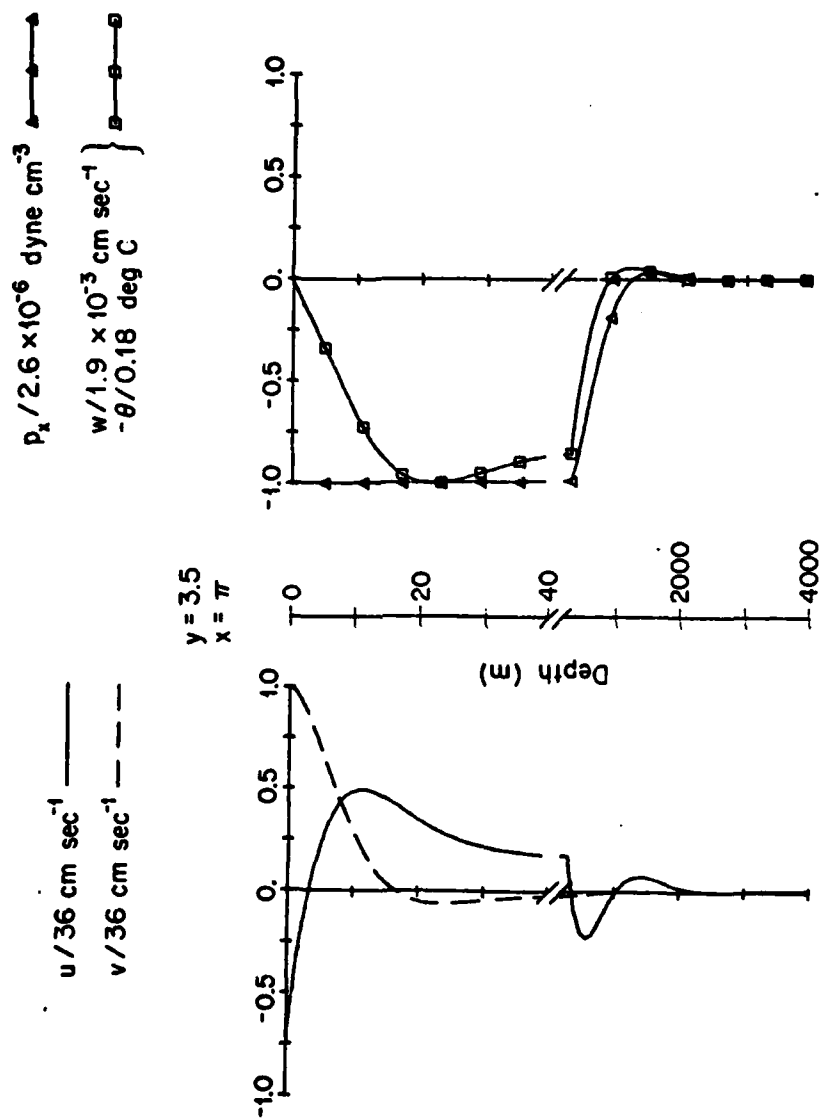 u/36 cm sec⁻¹
v/36 cm sec⁻¹
pₓ/2.6 ×10⁻⁶ dyne cm⁻³
w/1.9 × 10⁻³ cm sec⁻¹
-θ/0.18 deg C
y = 3.5
x = π
-1.0 -0.5 0. 0.5 1.0
Depth (m)
0
20
40
2000
4000
-1.0 -0.5 0. 0.5 1.0